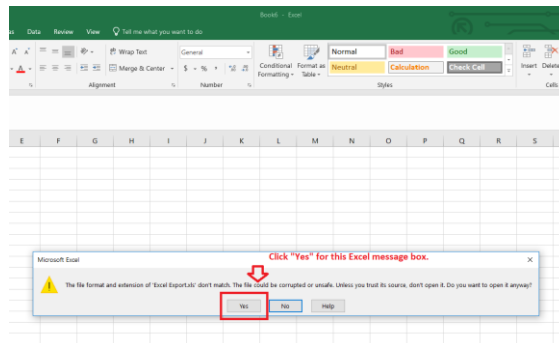 Book6 - Excel
as Data Review View Tell me what you want to do
Wrap Text General Normal Bad Good
Merge & Center $ - % Conditional Formatting Format as Table Neutral Calculation Check Cell Insert Delete
Alignment Number Styles Cells
E F G H I J K L M N O P Q R S
Click "Yes" for this Excel message box.
Microsoft Excel
The file format and extension of 'Excel Export.xls' don't match. The file could be corrupted or unsafe. Unless you trust its source, don't open it. Do you want to open it anyway?
Yes No Help